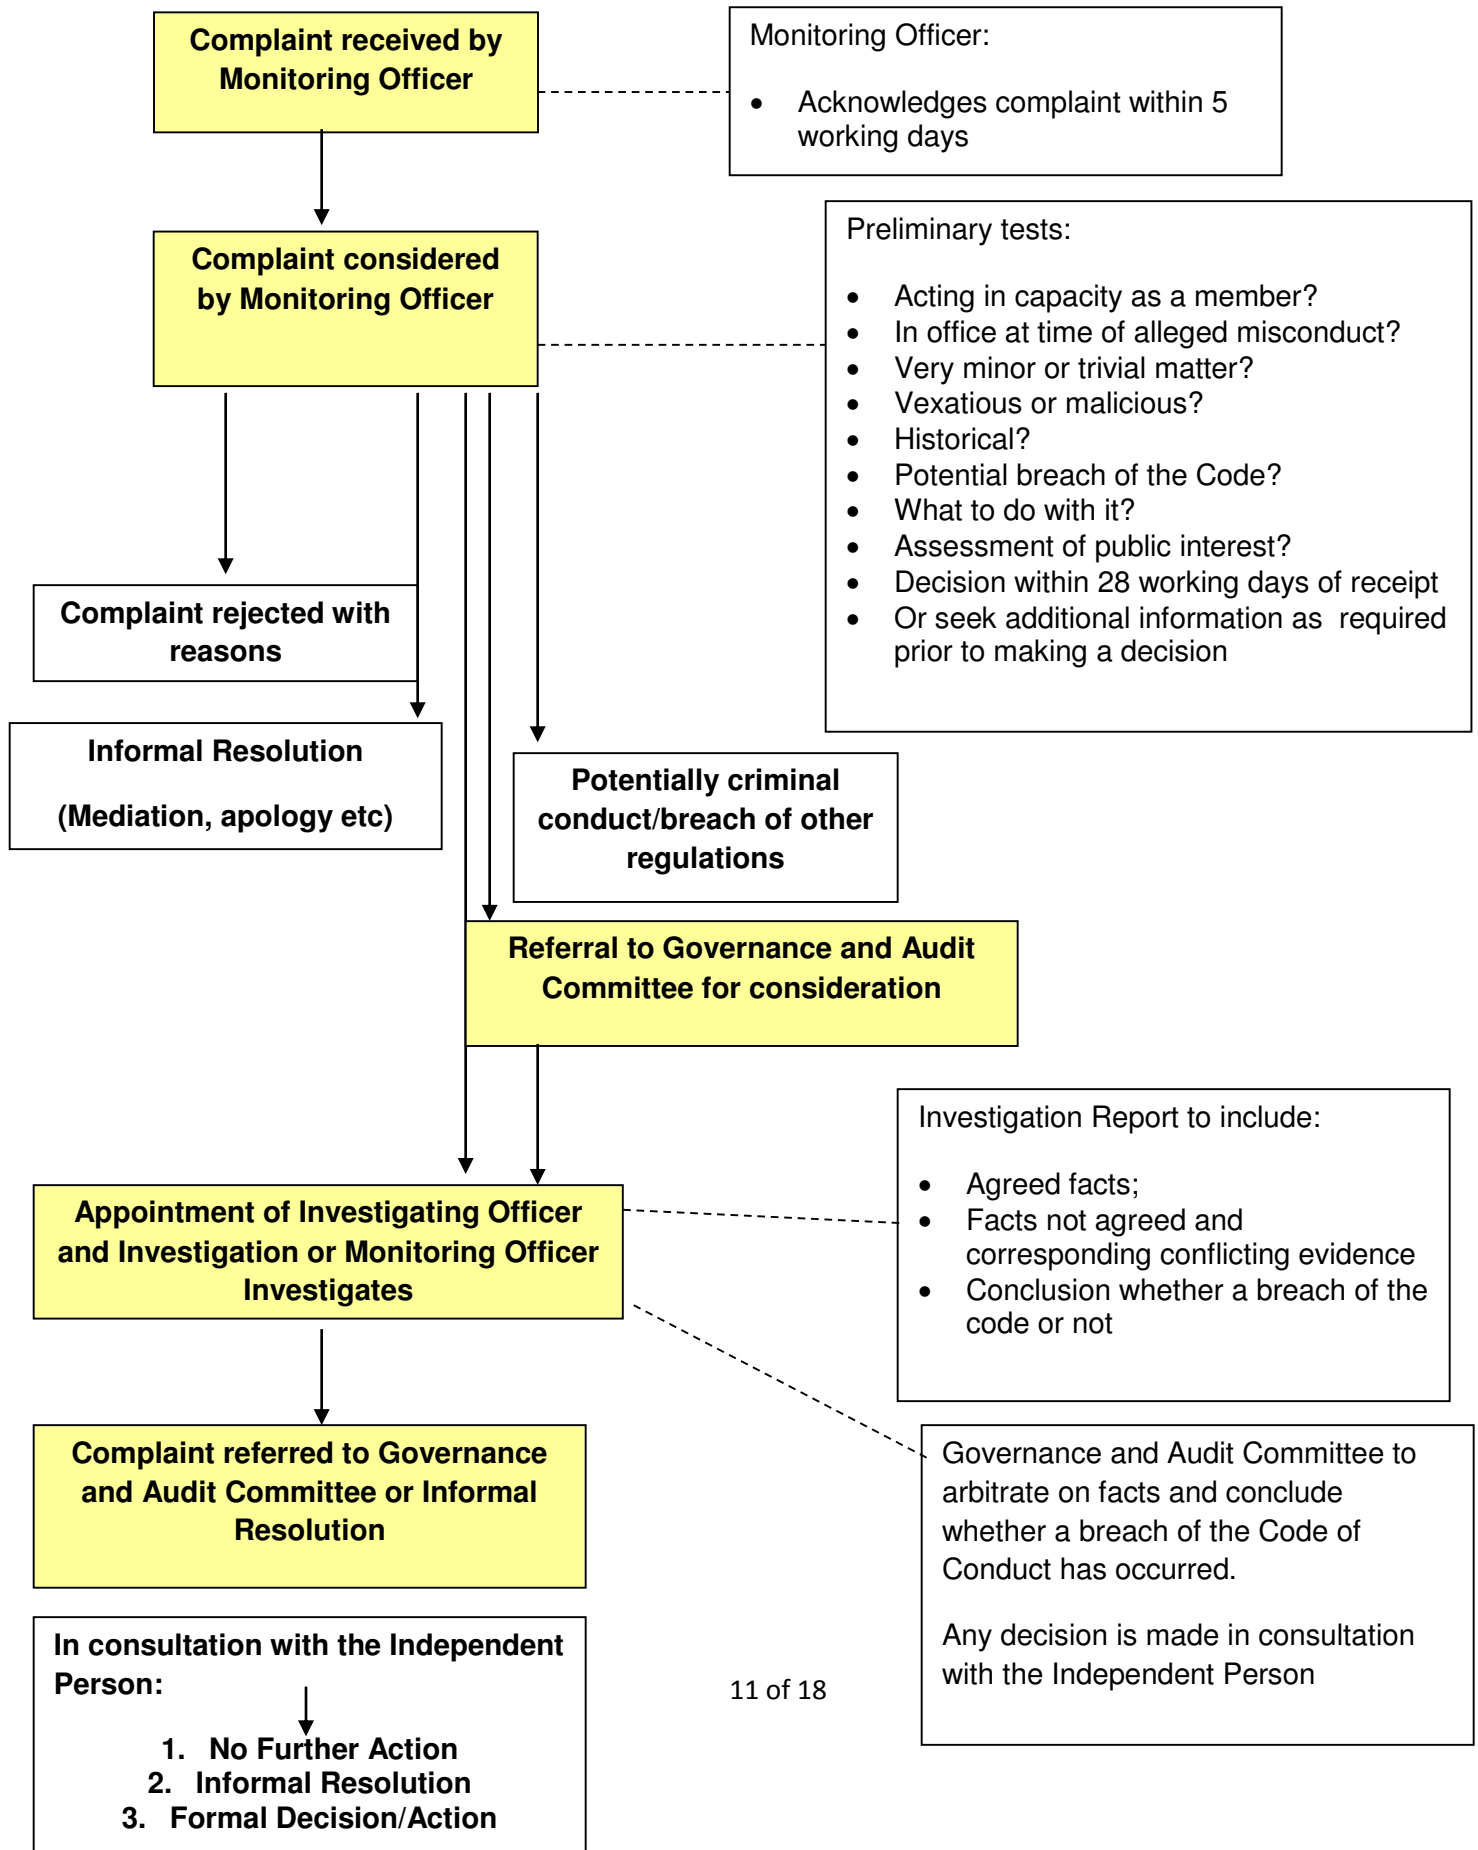 Complaint received by
Monitoring Officer
Monitoring Officer:
• Acknowledges complaint within 5
working days
Complaint considered
by Monitoring Officer
Preliminary tests:
• Acting in capacity as a member?
• In office at time of alleged misconduct?
• Very minor or trivial matter?
• Vexatious or malicious?
• Historical?
• Potential breach of the Code?
• What to do with it?
• Assessment of public interest?
• Decision within 28 working days of receipt
• Or seek additional information as required
prior to making a decision
Complaint rejected with
reasons
Informal Resolution
(Mediation, apology etc)
Potentially criminal
conduct/breach of other
regulations
Referral to Governance and Audit
Committee for consideration
Investigation Report to include:
• Agreed facts;
• Facts not agreed and
corresponding conflicting evidence
• Conclusion whether a breach of the
code or not
Appointment of Investigating Officer
and Investigation or Monitoring Officer
Investigates
Complaint referred to Governance
and Audit Committee or Informal
Resolution
Governance and Audit Committee to
arbitrate on facts and conclude
whether a breach of the Code of
Conduct has occurred.
Any decision is made in consultation
with the Independent Person
In consultation with the Independent
Person:
1. No Further Action
2. Informal Resolution
3. Formal Decision/Action
11 of 18